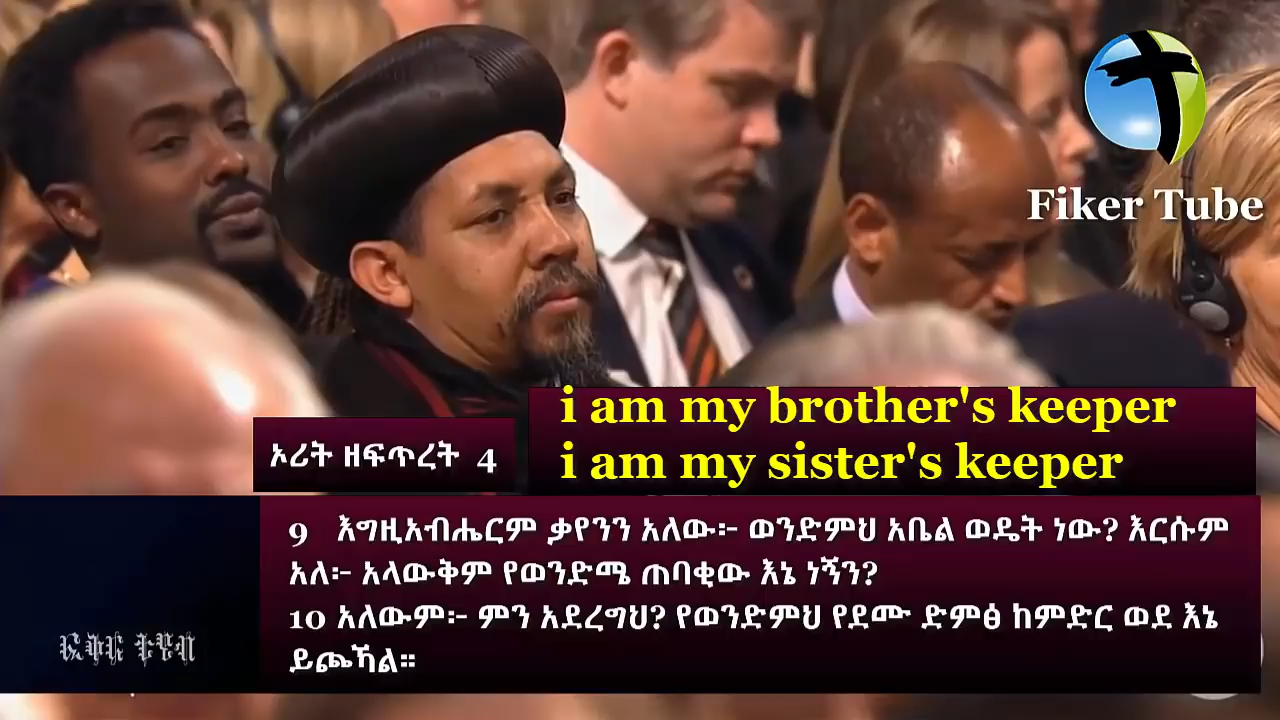 Fiker Tube
i am my brother's keeper
i am my sister's keeper
ኦሪት ዘፍጥረት 4
9 እግዚአብሔርም ቃየንን አለው፦ ወንድምህ አቤል ወዴት ነው? እርሱም
አለ፦ አላውቅም የወንድሜ ጠባቂው እኔ ነኝን?
10 አለውም፦ ምን አደረግህ? የወንድምህ የደሙ ድምፅ ከምድር ወደ እኔ
ይጮኻል።
ፍቅር ትዩብ